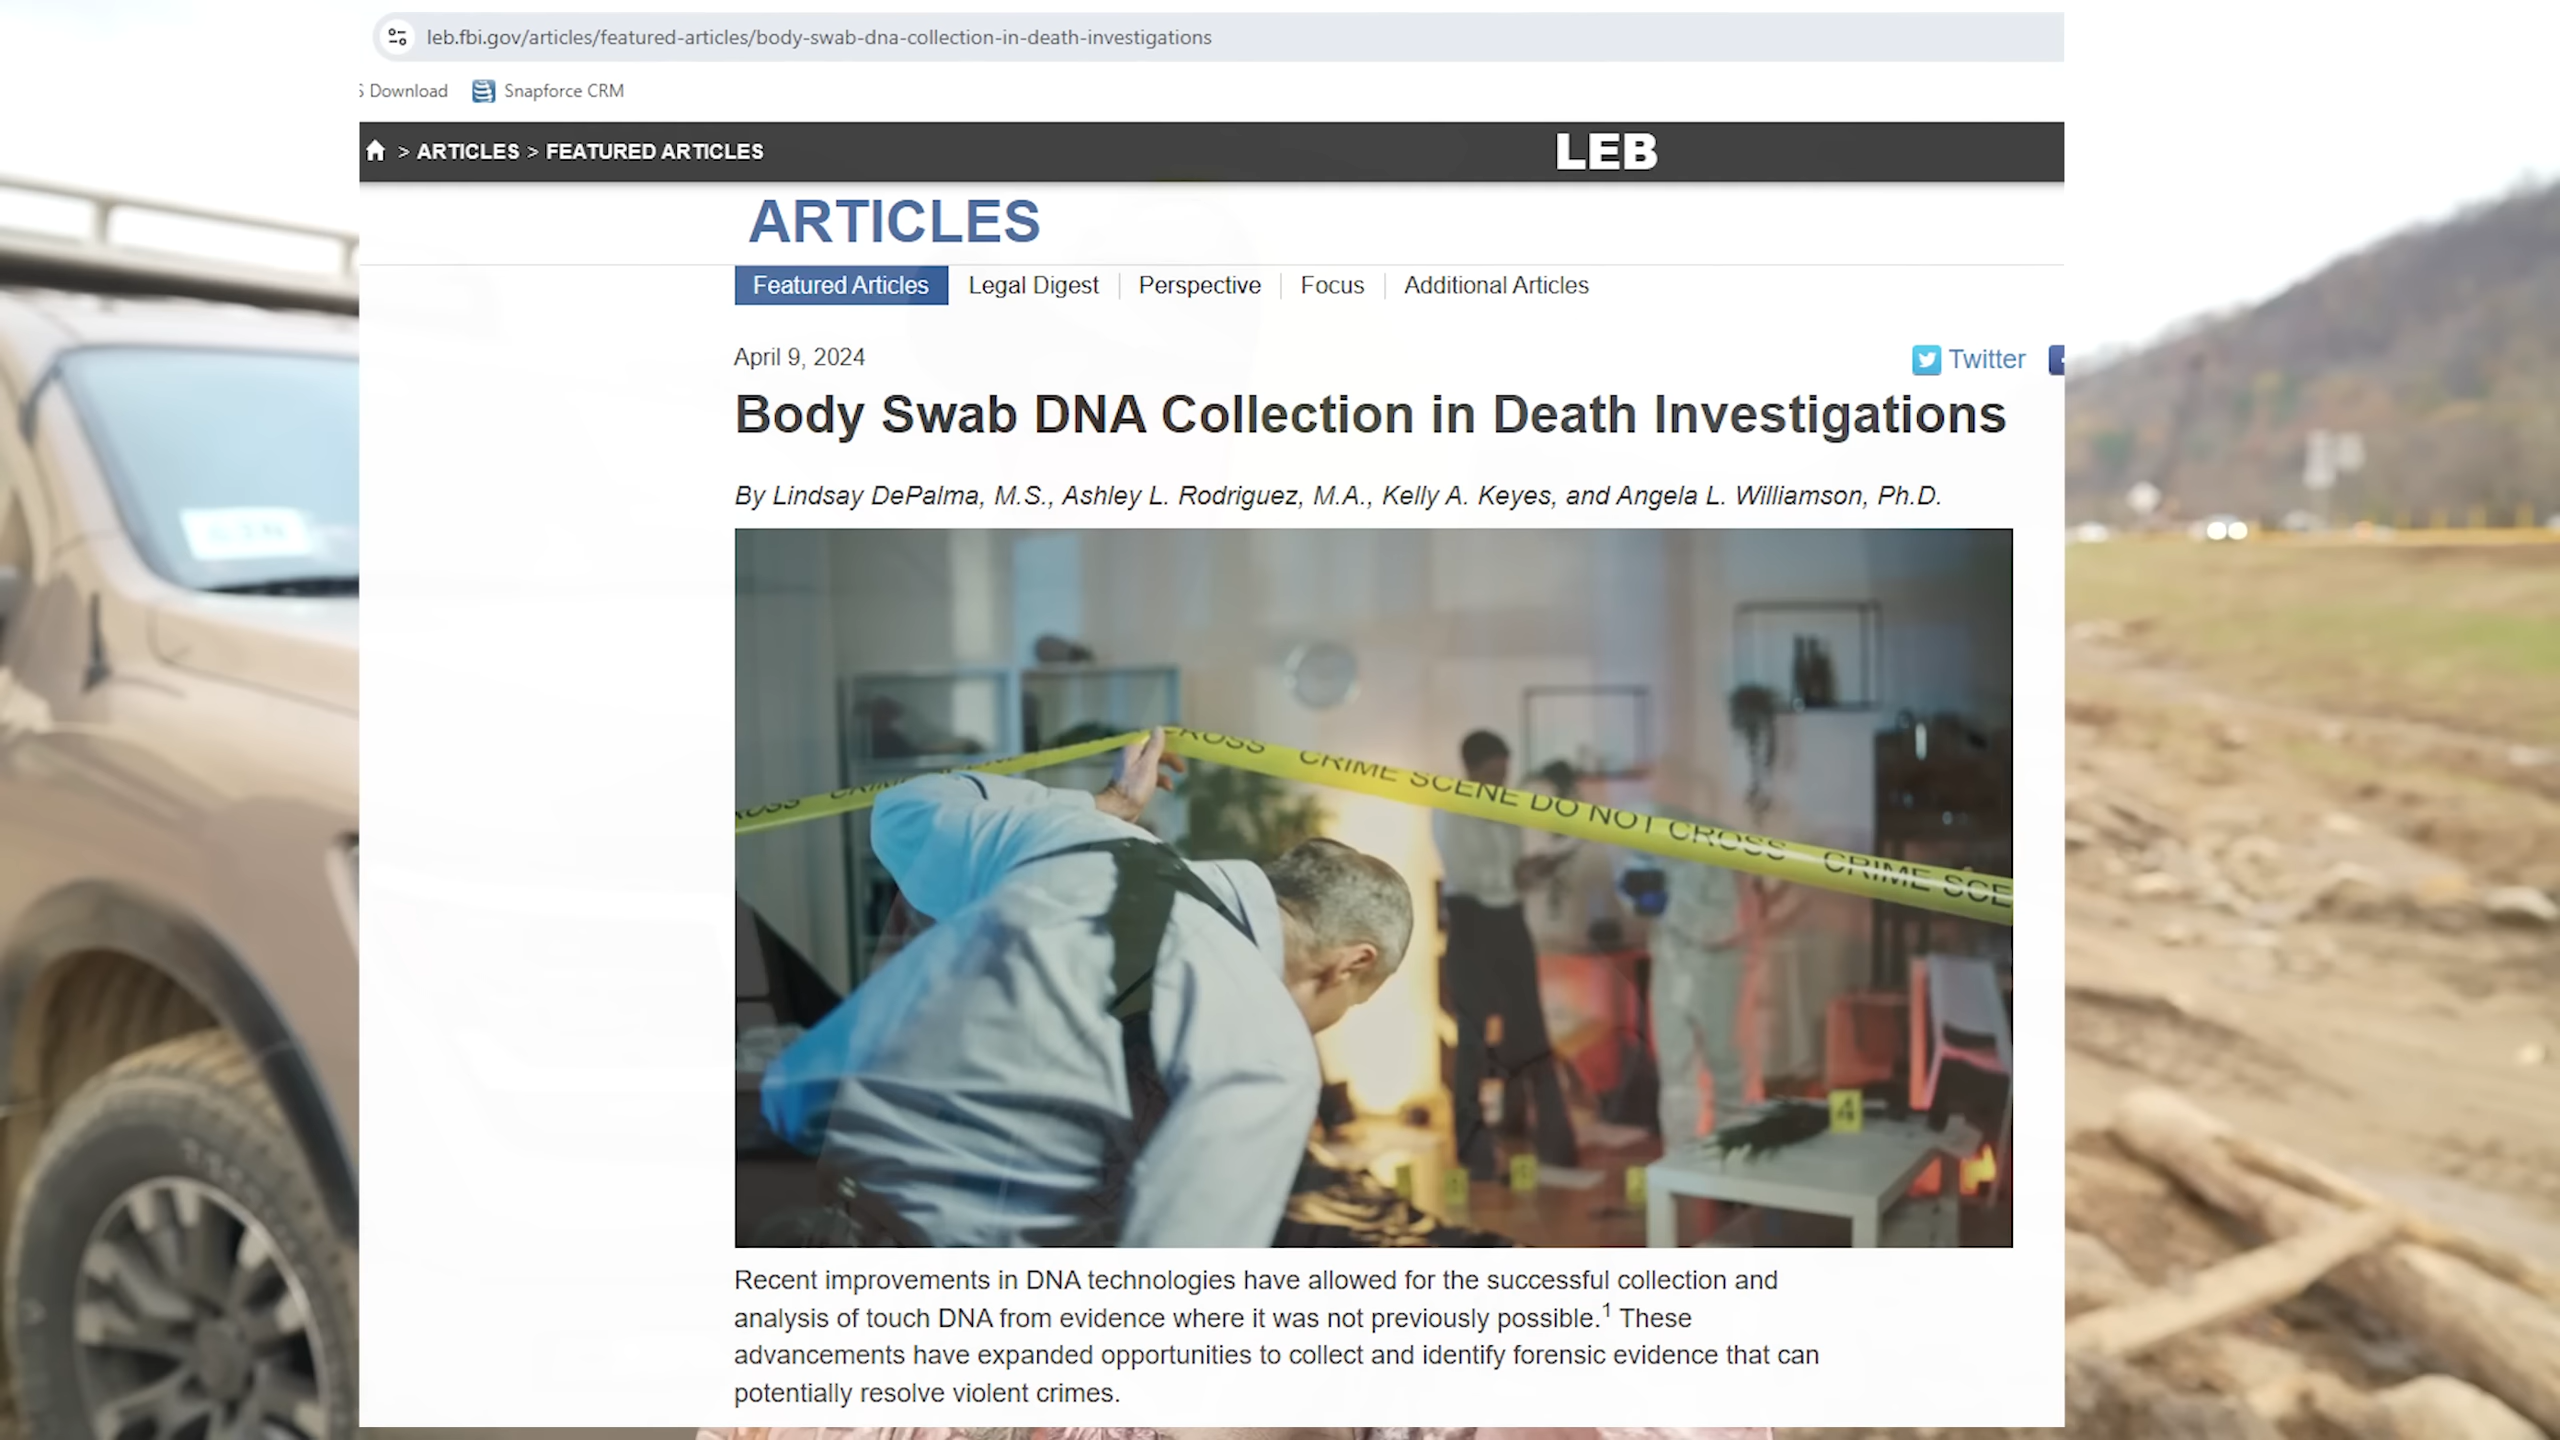 leb.fbi.gov/articles/featured-articles/body-swab-dna-collection-in-death-investigations
Download
Snapforce CRM
> ARTICLES > FEATURED ARTICLES
LEB
ARTICLES
Featured Articles
Legal Digest
Perspective
Focus
Additional Articles
April 9, 2024
Twitter
Body Swab DNA Collection in Death Investigations
By Lindsay DePalma, M.S., Ashley L. Rodriguez, M.A., Kelly A. Keyes, and Angela L. Williamson, Ph.D.
CROSS CRIME SCENE DO NOT CROSS CRIME SCE
4
Recent improvements in DNA technologies have allowed for the successful collection and
analysis of touch DNA from evidence where it was not previously possible.¹ These
advancements have expanded opportunities to collect and identify forensic evidence that can
potentially resolve violent crimes.